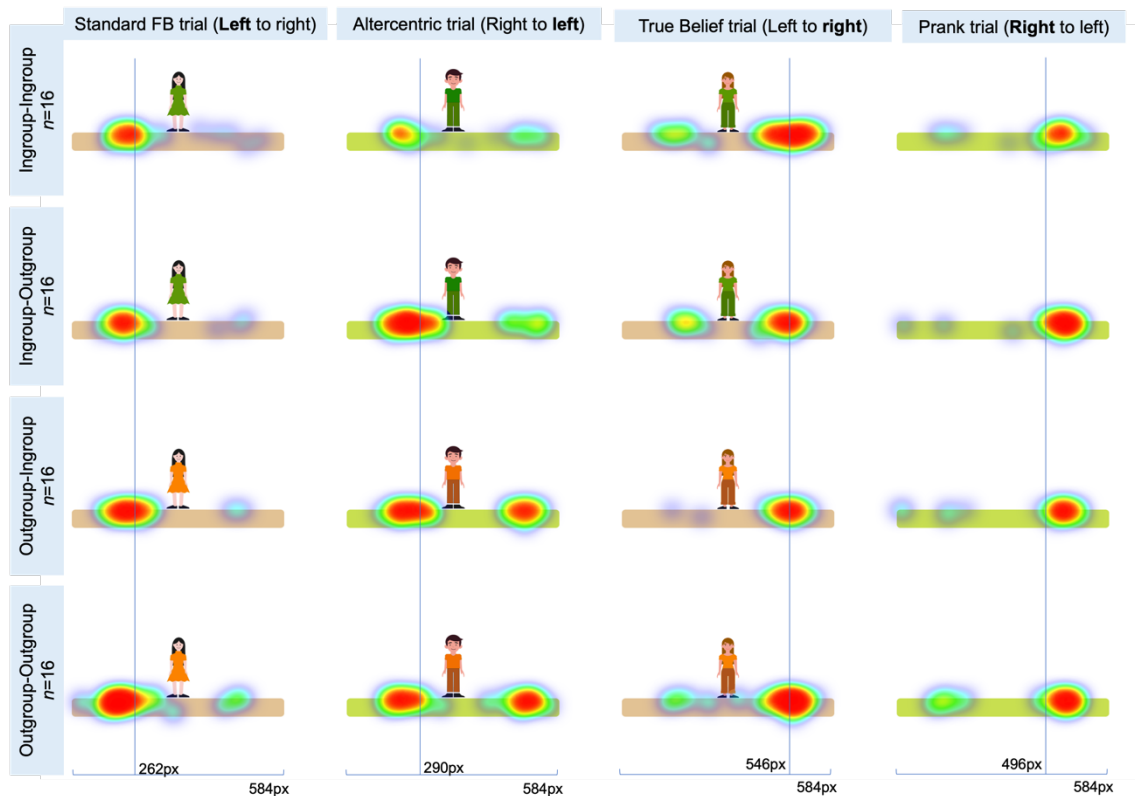 Standard FB trial (Left to right)
Altercentric trial (Right to left)
True Belief trial (Left to right)
Prank trial (Right to left)
Ingroup-Ingroup
n=16
Ingroup-Outgroup
n=16
Outgroup-Ingroup
n=16
Outgroup-Outgroup
n=16
262px
584px
290px
584px
546px
584px
496px
584px